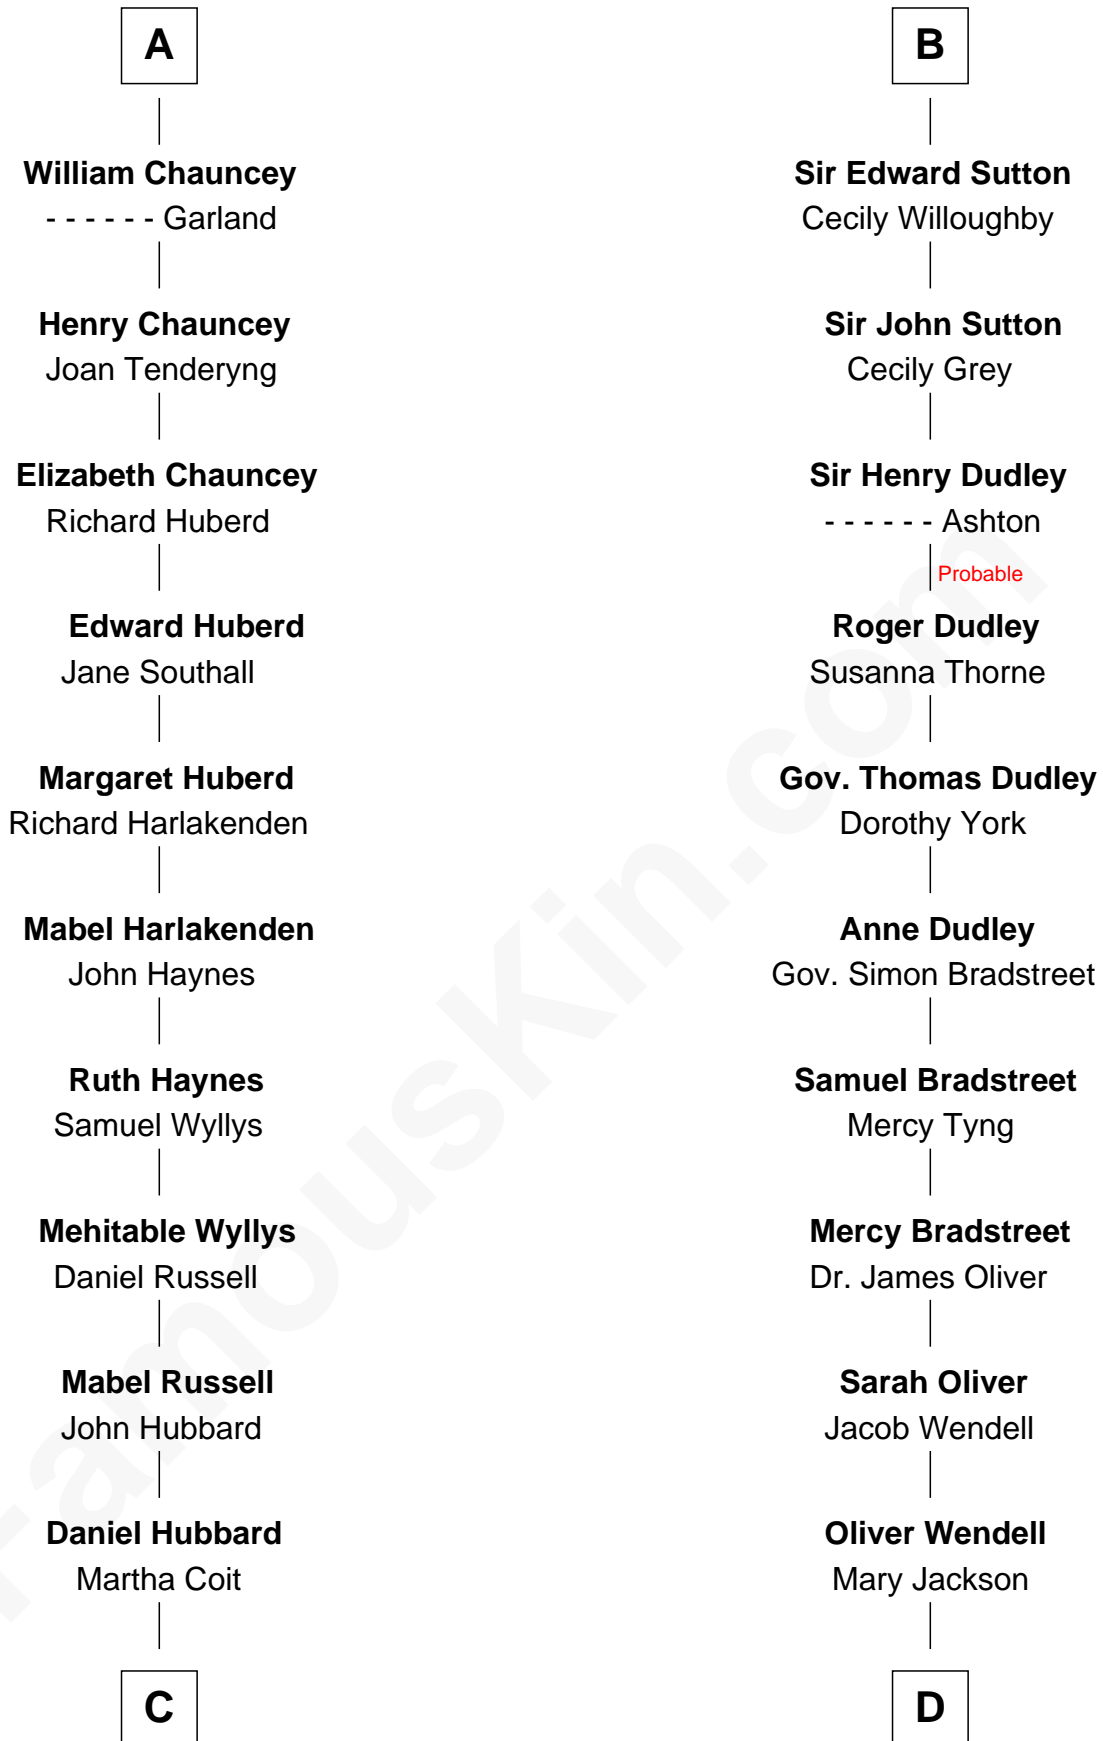 A
William Chauncey
- - - - - - Garland
Henry Chauncey
Joan Tenderyng
Elizabeth Chauncey
Richard Huberd
Edward Huberd
Jane Southall
Margaret Huberd
Richard Harlakenden
Mabel Harlakenden
John Haynes
Ruth Haynes
Samuel Wyllys
Mehitable Wyllys
Daniel Russell
Mabel Russell
John Hubbard
Daniel Hubbard
Martha Coit
C
B
Sir Edward Sutton
Cecily Willoughby
Sir John Sutton
Cecily Grey
Sir Henry Dudley
- - - - - - Ashton
Probable
Roger Dudley
Susanna Thorne
Gov. Thomas Dudley
Dorothy York
Anne Dudley
Gov. Simon Bradstreet
Samuel Bradstreet
Mercy Tyng
Mercy Bradstreet
Dr. James Oliver
Sarah Oliver
Jacob Wendell
Oliver Wendell
Mary Jackson
D
FamousKin.com